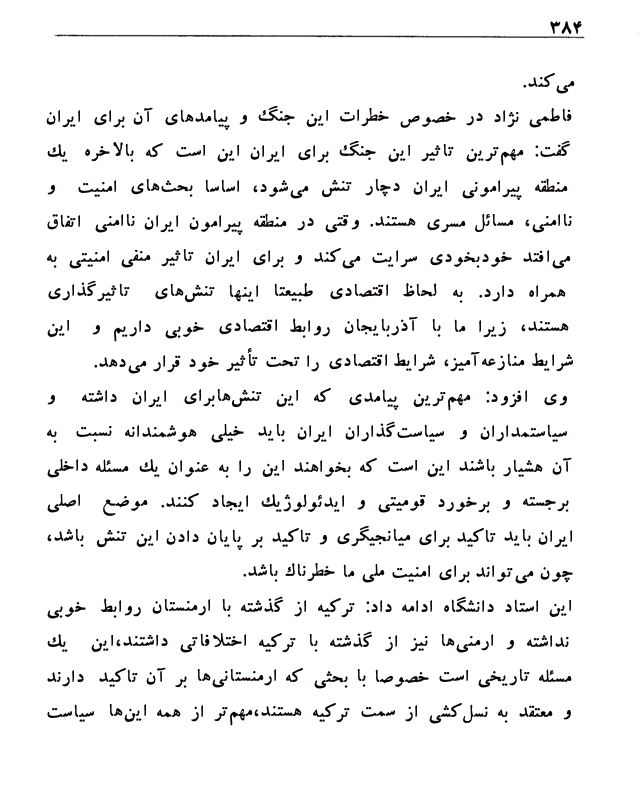 ۳۸۴
می‌کند.
فاطمی نژاد در خصوص خطرات این جنگ و پیامدهای آن برای ایران
گفت: مهم‌ترین تاثیر این جنگ برای ایران این است که بالاخره یك
منطقه پیرامونی ایران دچار تنش می‌شود، اساسا بحث‌های امنیت و
ناامنی، مسائل مسری هستند. وقتی در منطقه پیرامون ایران ناامنی اتفاق
می‌افتد خودبخودی سرایت می‌کند و برای ایران تاثیر منفی امنیتی به
همراه دارد. به لحاظ اقتصادی طبیعتا اینها تنش‌های تاثیرگذاری
هستند، زیرا ما با آذربایجان روابط اقتصادی خوبی داریم و این
شرایط منازعه‌آمیز، شرایط اقتصادی را تحت تأثیر خود قرار می‌دهد.
وی افزود: مهم‌ترین پیامدی که این تنش‌هابرای ایران داشته و
سیاستمداران و سیاست‌گذاران ایران باید خیلی هوشمندانه نسبت به
آن هشیار باشند این است که بخواهند این را به عنوان یك مسئله داخلی
برجسته و برخورد قومیتی و ایدئولوژیك ایجاد کنند. موضع اصلی
ایران باید تاکید برای میانجیگری و تاکید بر پایان دادن این تنش باشد،
چون می‌تواند برای امنیت ملی ما خطرناك باشد.
این استاد دانشگاه ادامه داد: ترکیه از گذشته با ارمنستان روابط خوبی
نداشته و ارمنی‌ها نیز از گذشته با ترکیه اختلافاتی داشتند،این یك
مسئله تاریخی است خصوصا با بحثی که ارمنستانی‌ها بر آن تاکید دارند
و معتقد به نسل‌کشی از سمت ترکیه هستند،مهم‌تر از همه این‌ها سیاست